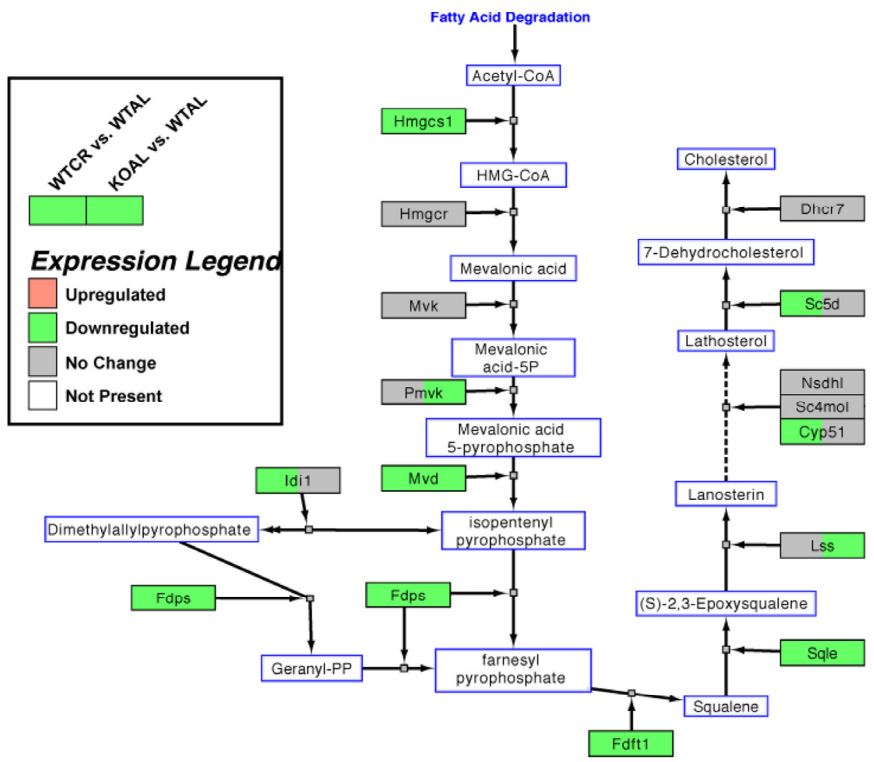 Fatty Acid Degradation
Acetyl-CoA
Hmgcs1
HMG-CoA
Hmgcr
Mevalonic acid
Mvk
Mevalonic
acid-5P
Pmvk
Mevalonic acid
5-pyrophosphate
Mvd
Idi1
Dimethylallylpyrophosphate
isopentenyl
pyrophosphate
Fdps
Fdps
Geranyl-PP
farnesyl
pyrophosphate
Fdft1
Squalene
Sqle
(S)-2,3-Epoxysqualene
Lss
Lanosterin
Nsdhl
Sc4mol
Cyp51
Lathosterol
Sc5d
7-Dehydrocholesterol
Dhcr7
Cholesterol
WTCR vs. WTAL
KOAL vs. WTAL
Expression Legend
Upregulated
Downregulated
No Change
Not Present